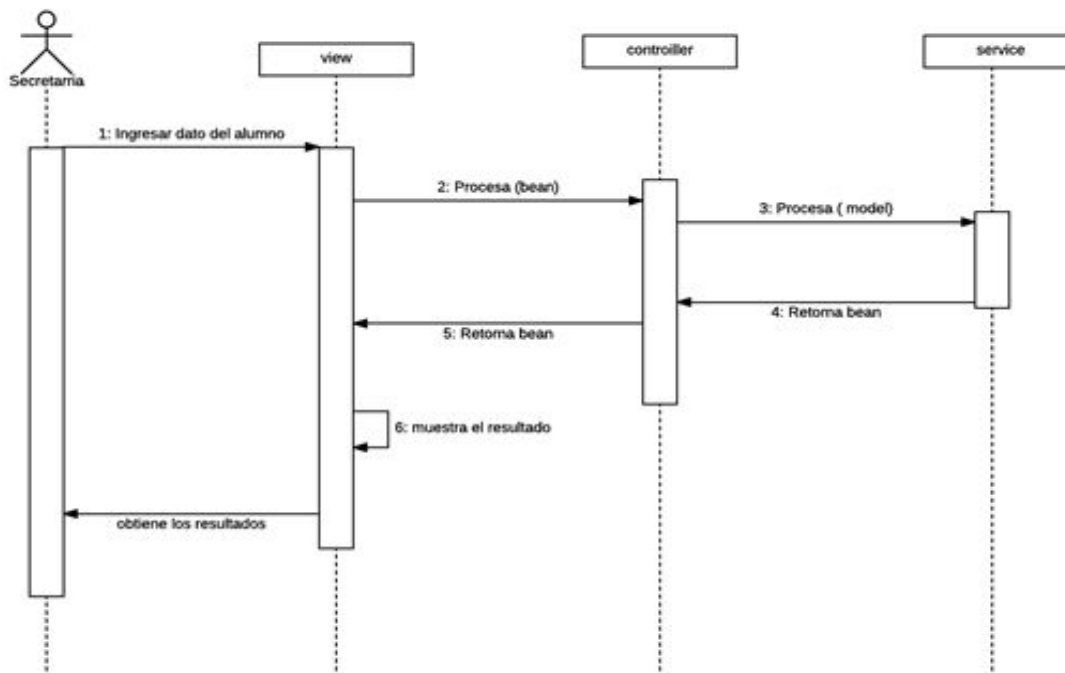 Secretarria
view
controiller
service
1: Ingresar dato del alumno
2: Procesa (bean)
3: Procesa ( model)
4: Retorna bean
5: Retorna bean
6: muestra el resultado
obtiene los resultados